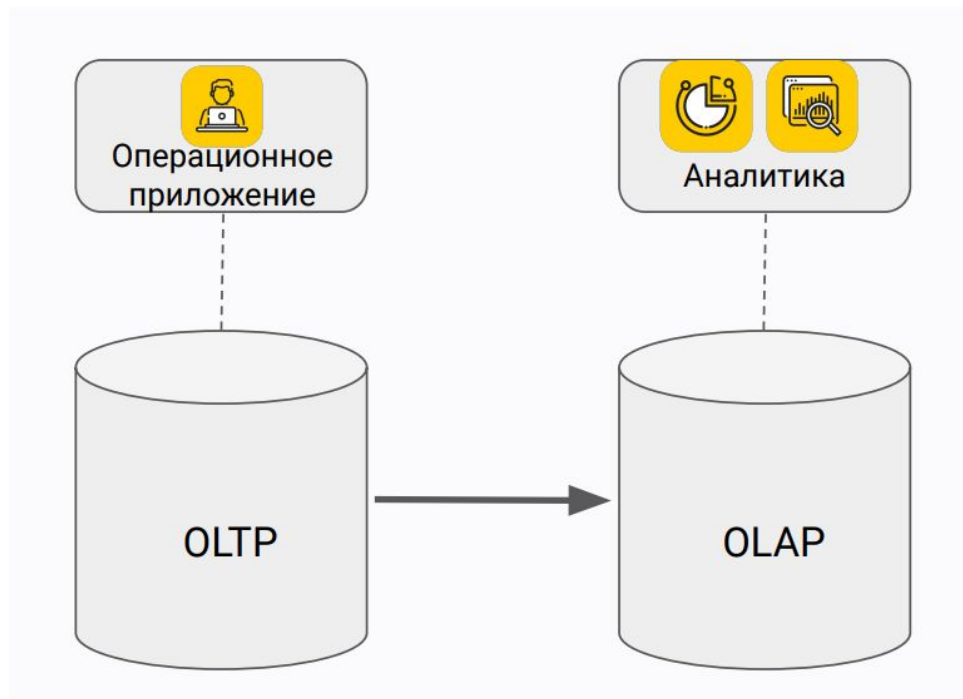 Операционное
приложение
Аналитика
OLTP
OLAP